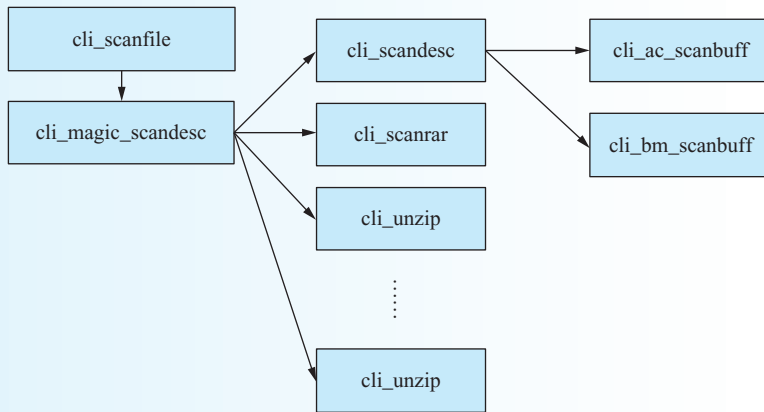 cli_scanfile
cli_magic_scandesc
cli_scandesc
cli_scanrar
cli_unzip
cli_unzip
cli_ac_scanbuff
cli_bm_scanbuff